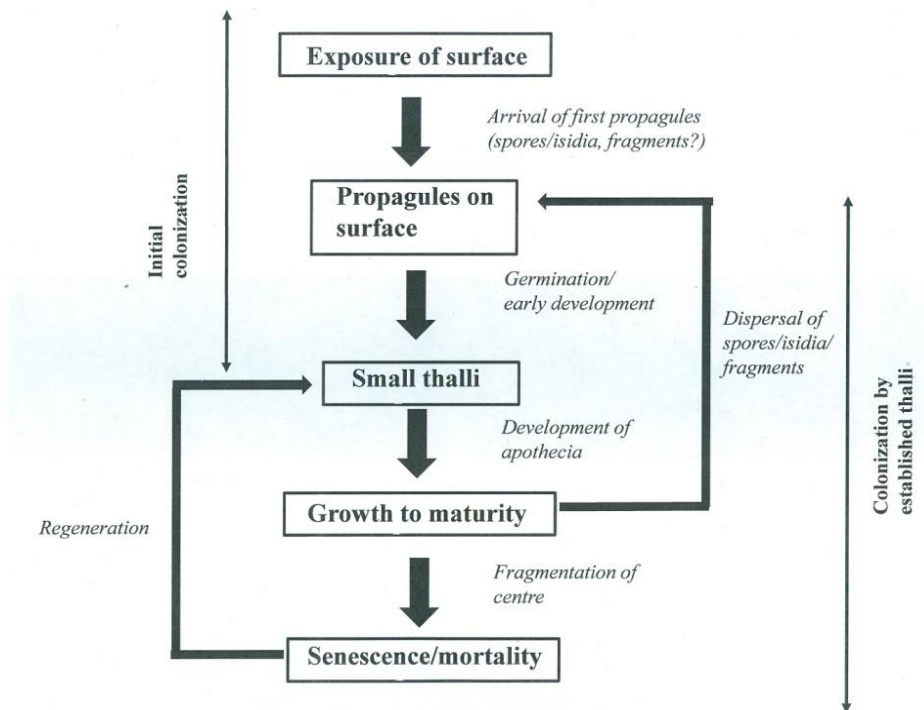 Exposure of surface
Arrival of first propagules
(spores/isidia, fragments?)
Propagules on
surface
Initial
colonization
Germination/
early development
Dispersal of
spores/isidia/
fragments
Small thalli
Development of
apothecia
Colonization by
established thalli
Growth to maturity
Regeneration
Fragmentation of
centre
Senescence/mortality